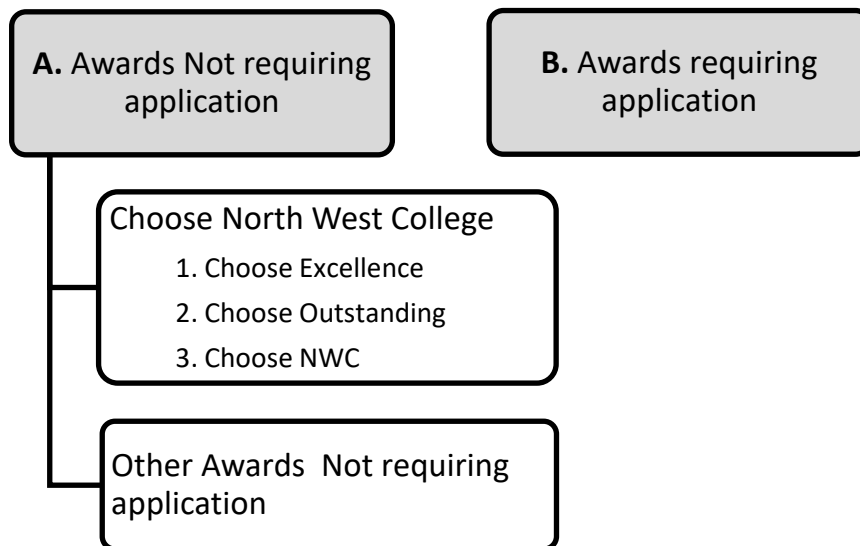 A. Awards Not requiring
application
B. Awards requiring
application
Choose North West College
1. Choose Excellence
2. Choose Outstanding
3. Choose NWC
Other Awards  Not requiring
application